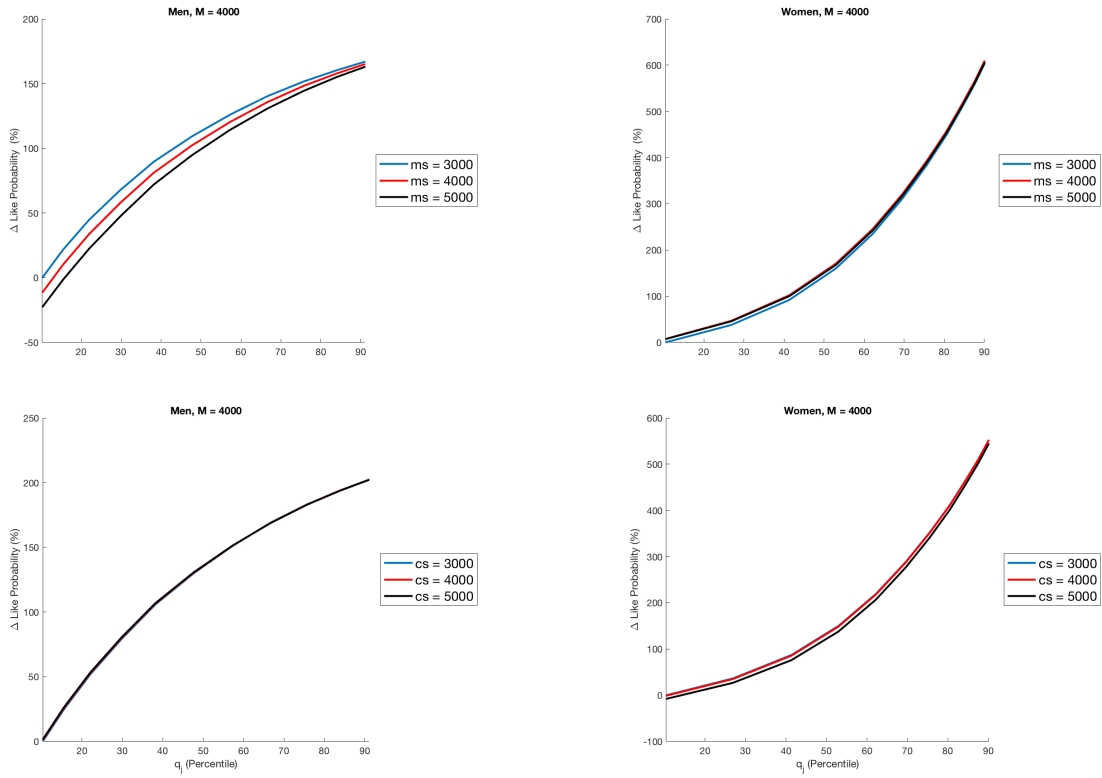 Men, M = 4000
200
150
100
50
0
-50
Δ Like Probability (%)
20 30 40 50 60 70 80 90
ms = 3000
ms = 4000
ms = 5000
Women, M = 4000
700
600
500
400
300
200
100
0
Δ Like Probability (%)
20 30 40 50 60 70 80 90
ms = 3000
ms = 4000
ms = 5000
Men, M = 4000
250
200
150
100
50
0
Δ Like Probability (%)
20 30 40 50 60 70 80 90
q_j (Percentile)
cs = 3000
cs = 4000
cs = 5000
Women, M = 4000
600
500
400
300
200
100
0
-100
Δ Like Probability (%)
20 30 40 50 60 70 80 90
q_j (Percentile)
cs = 3000
cs = 4000
cs = 5000